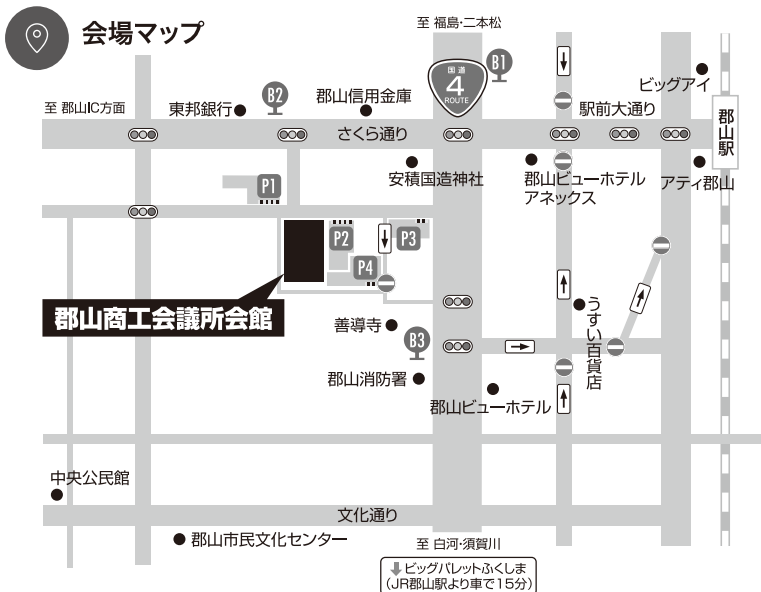 会場マップ
至 福島・二本松
国道
4
ROUTE
B1
ビッグアイ
至 郡山IC方面
東邦銀行
B2
郡山信用金庫
駅前大通り
さくら通り
郡山駅
安積国造神社
郡山ビューホテル
アネックス
アティ郡山
P1
P2
P3
P4
郡山商工会議所会館
善導寺
B3
うすい百貨店
郡山消防署
郡山ビューホテル
中央公民館
文化通り
郡山市民文化センター
至 白河・須賀川
ビッグパレットふくしま
(JR郡山駅より車で15分)